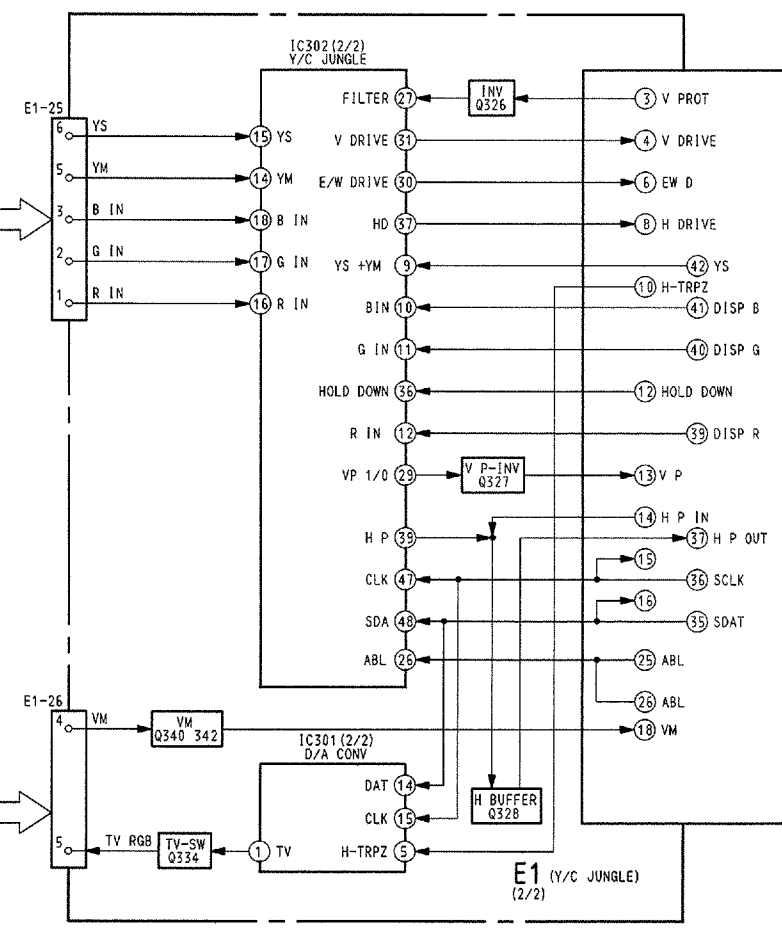 IC302(2/2)
Y/C JUNGLE
E1-25
6 YS
5 YM
3 B IN
2 G IN
1 R IN
15 YS
14 YM
18 B IN
17 G IN
16 R IN
FILTER 27
V DRIVE 31
E/W DRIVE 30
HD 37
YS +YM 9
BIN 10
G IN 11
HOLD DOWN 36
R IN 12
VP 1/0 29
H P 39
CLK 47
SDA 48
ABL 26
INV
Q326
V P-INV
Q327
3 V PROT
4 V DRIVE
6 EW D
8 H DRIVE
42 YS
10 H-TRPZ
41 DISP B
40 DISP G
12 HOLD DOWN
39 DISP R
13 V P
14 H P IN
37 H P OUT
15
36 SCLK
16
35 SDAT
25 ABL
26 ABL
18 VM
E1-26
4 VM
VM
Q340 342
5 TV RGB
TV-SW
Q334
IC301(2/2)
D/A CONV
1 TV
DAT 14
CLK 15
H-TRPZ 5
H BUFFER
Q328
E1 (Y/C JUNGLE)
(2/2)